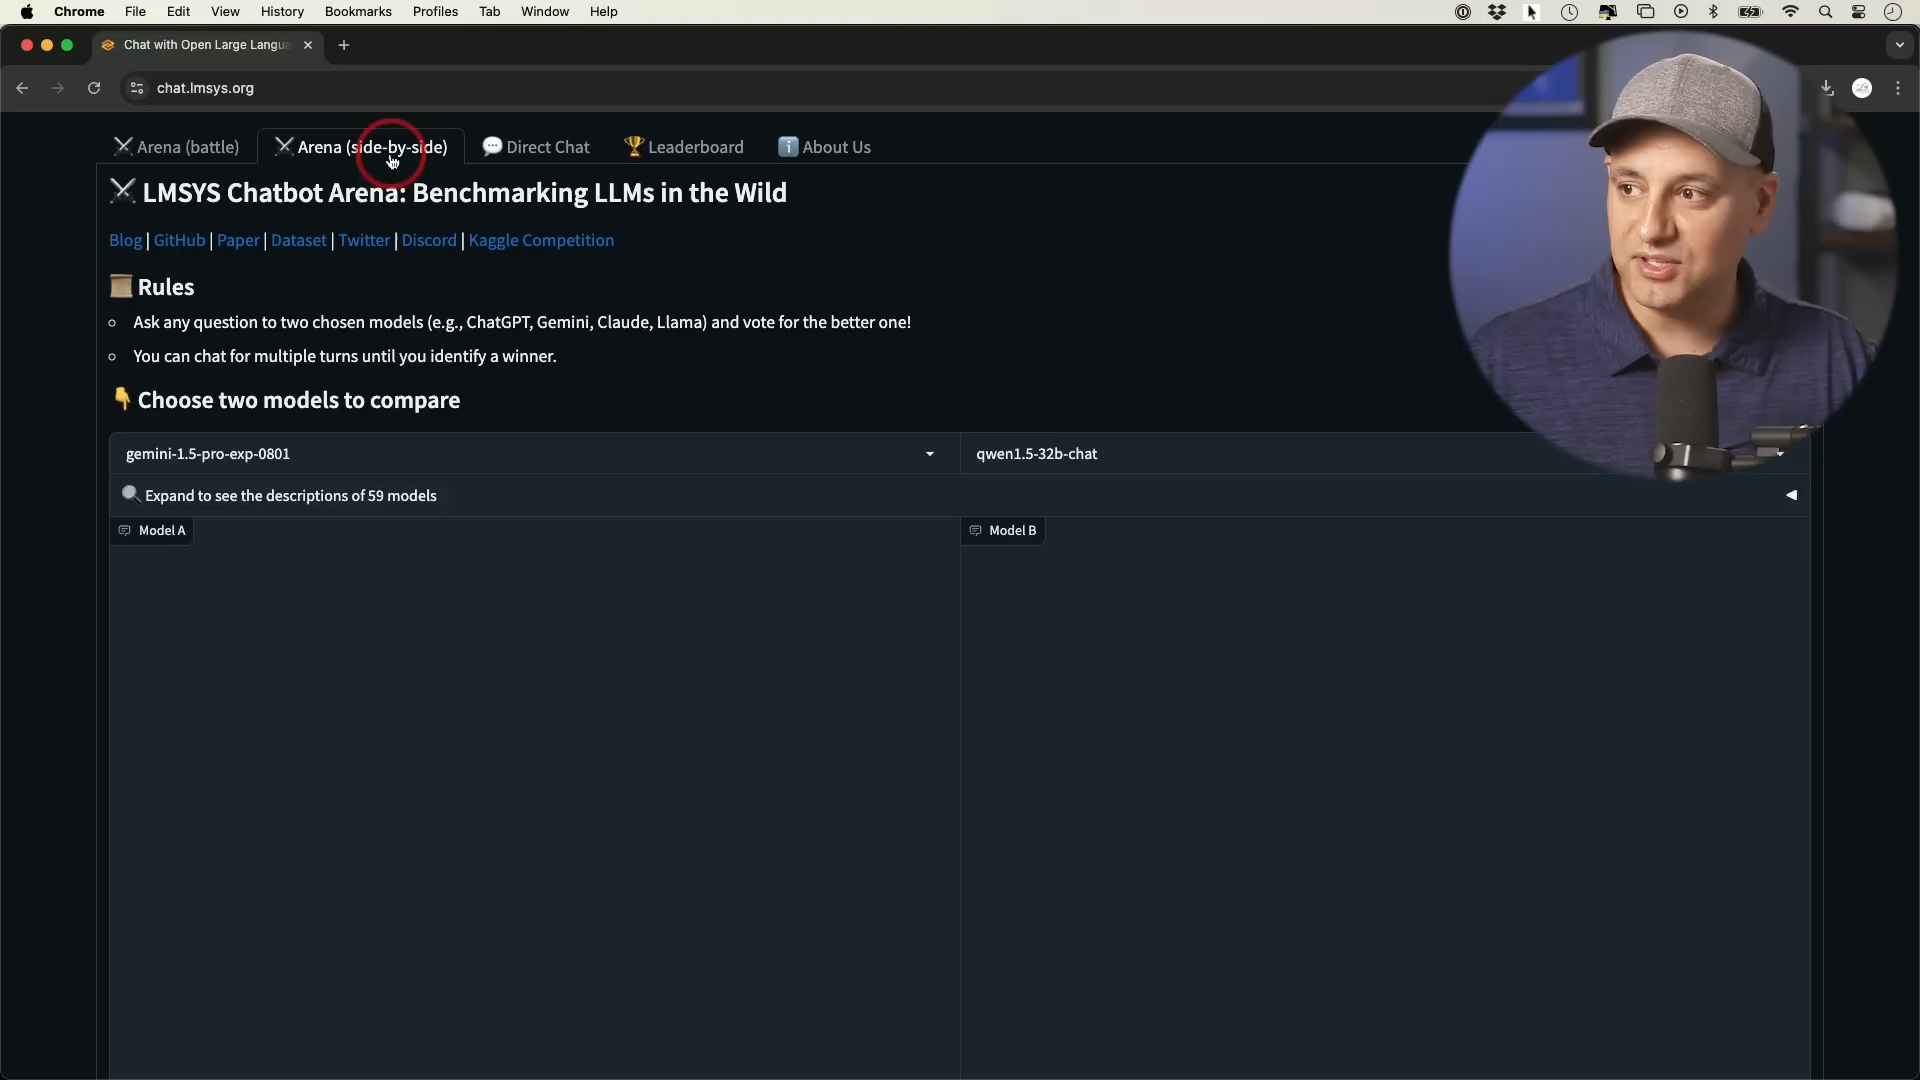 Chrome File Edit View History Bookmarks Profiles Tab Window Help
Chat with Open Large Langua
chat.lmsys.org
Arena (battle) Arena (side-by-side) Direct Chat Leaderboard About Us
LMSYS Chatbot Arena: Benchmarking LLMs in the Wild
Blog | GitHub | Paper | Dataset | Twitter | Discord | Kaggle Competition
Rules
Ask any question to two chosen models (e.g., ChatGPT, Gemini, Claude, Llama) and vote for the better one!
You can chat for multiple turns until you identify a winner.
Choose two models to compare
gemini-1.5-pro-exp-0801 qwen1.5-32b-chat
Expand to see the descriptions of 59 models
Model A Model B